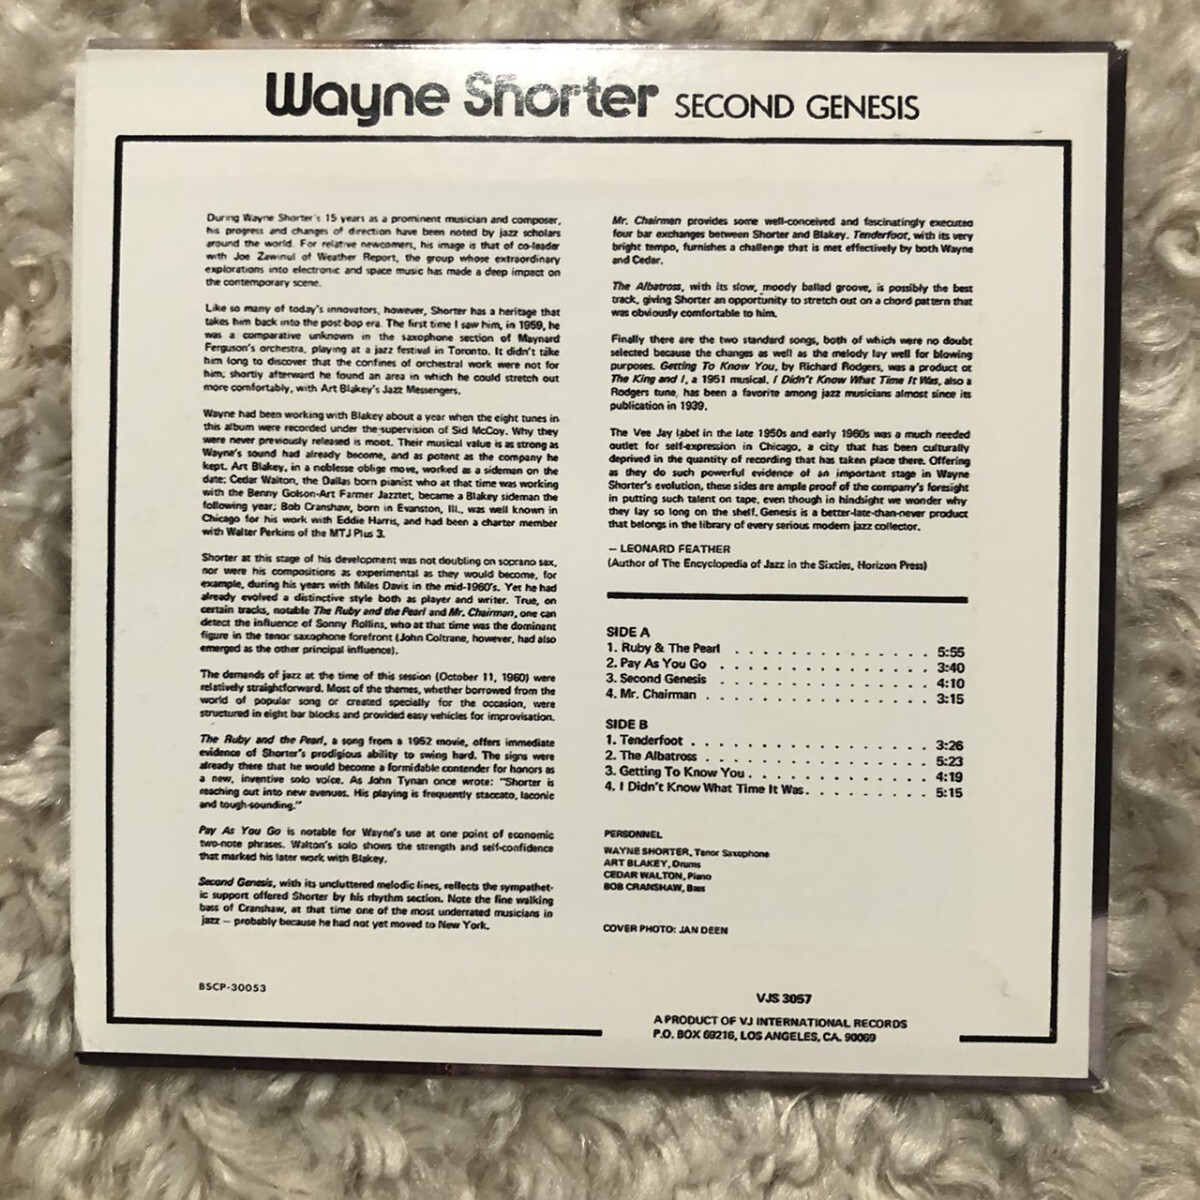 Wayne Shorter SECOND GENESIS
During Wayne Shorter's 15 years as a prominent musician and composer,
his progress and changes of direction have been noted by jazz scholars
around the world. For relative newcomers, his image is that of co-leader
with Joe Zawinul of Weather Report, the group whose extraordinary
explorations into electronic and space music has made a deep impact on
the contemporary scene.
Like so many of today's innovators, however, Shorter has a heritage that
takes him back into the post-bop era. The first time I saw him, in 1959, he
was a comparative unknown in the saxophone section of Maynard
Ferguson's orchestra, playing at a jazz festival in Toronto. It didn't take
him long to discover that the confines of orchestral work were not for
him; shortly afterward he found an area in which he could stretch out
more comfortably, with Art Blakey's Jazz Messengers.
Wayne had been working with Blakey about a year when the eight tunes in
this album were recorded under the supervision of Sid McCoy. Why they
were never previously released is moot. Their musical value is as strong as
Wayne's sound had already become, and as potent as the company he
kept. Art Blakey, in a noblesse oblige move, worked as a sideman on the
date; Cedar Walton, the Dallas born pianist who at that time was working
with the Benny Golson-Art Farmer Jazztet, became a Blakey sideman the
following year; Bob Cranshaw, born in Evanston, Ill., was well known in
Chicago for his work with Eddie Harris, and had been a charter member
with Walter Perkins of the MTJ Plus 3.
Shorter at this stage of his development was not doubling on soprano sax,
nor were his compositions as experimental as they would become, for
example, during his years with Miles Davis in the mid-1960's. Yet he had
already evolved a distinctive style both as player and writer. True, on
certain tracks, notable The Ruby and the Pearl and Mr. Chairman, one can
detect the influence of Sonny Rollins, who at that time was the dominant
figure in the tenor saxophone forefront (John Coltrane, however, had also
emerged as the other principal influence).
The demands of jazz at the time of this session (October 11, 1960) were
relatively straightforward. Most of the themes, whether borrowed from the
world of popular song or created specially for the occasion, were
structured in eight bar blocks and provided easy vehicles for improvisation.
The Ruby and the Pearl, a song from a 1952 movie, offers immediate
evidence of Shorter's prodigious ability to swing hard. The signs were
already there that he would become a formidable contender for honors as
a new, inventive solo voice. As John Tynan once wrote: "Shorter is
reaching out into new avenues. His playing is frequently staccato, laconic
and tough-sounding."
Pay As You Go is notable for Wayne's use at one point of economic
two-note phrases. Walton's solo shows the strength and self-confidence
that marked his later work with Blakey.
Second Genesis, with its uncluttered melodic lines, reflects the sympathet-
ic support offered Shorter by his rhythm section. Note the fine walking
bass of Cranshaw, at that time one of the most underrated musicians in
jazz — probably because he had not yet moved to New York.
BSCP-30053
Mr. Chairman provides some well-conceived and fascinatingly executed
four bar exchanges between Shorter and Blakey. Tenderfoot, with its very
bright tempo, furnishes a challenge that is met effectively by both Wayne
and Cedar.
The Albatross, with its slow, moody ballad groove, is possibly the best
track, giving Shorter an opportunity to stretch out on a chord pattern that
was obviously comfortable to him.
Finally there are the two standard songs, both of which were no doubt
selected because the changes as well as the melody lay well for blowing
purposes. Getting To Know You, by Richard Rodgers, was a product of
The King and I, a 1951 musical. I Didn't Know What Time It Was, also a
Rodgers tune, has been a favorite among jazz musicians almost since its
publication in 1939.
The Vee Jay label in the late 1950s and early 1960s was a much needed
outlet for self-expression in Chicago, a city that has been culturally
deprived in the quantity of recording that has taken place there. Offering
as they do such powerful evidence of an important stage in Wayne
Shorter's evolution, these sides are ample proof of the company's foresight
in putting such talent on tape, even though in hindsight we wonder why
they lay so long on the shelf. Genesis is a better-late-than-never product
that belongs in the library of every serious modern jazz collector.
— LEONARD FEATHER
(Author of The Encyclopedia of Jazz in the Sixties, Horizon Press)
SIDE A
1. Ruby & The Pearl . . . . . . . . . . . . . . 5:55
2. Pay As You Go . . . . . . . . . . . . . . . 3:40
3. Second Genesis . . . . . . . . . . . . . . . 4:10
4. Mr. Chairman . . . . . . . . . . . . . . . . 3:15
SIDE B
1. Tenderfoot . . . . . . . . . . . . . . . . . 3:26
2. The Albatross . . . . . . . . . . . . . . . . 5:23
3. Getting To Know You . . . . . . . . . . . . . 4:19
4. I Didn't Know What Time It Was. . . . . . . . . 5:15
PERSONNEL
WAYNE SHORTER, Tenor Saxophone
ART BLAKEY, Drums
CEDAR WALTON, Piano
BOB CRANSHAW, Bass
COVER PHOTO: JAN DEEN
VJS 3057
A PRODUCT OF VJ INTERNATIONAL RECORDS
P.O. BOX 69216, LOS ANGELES, CA. 90069